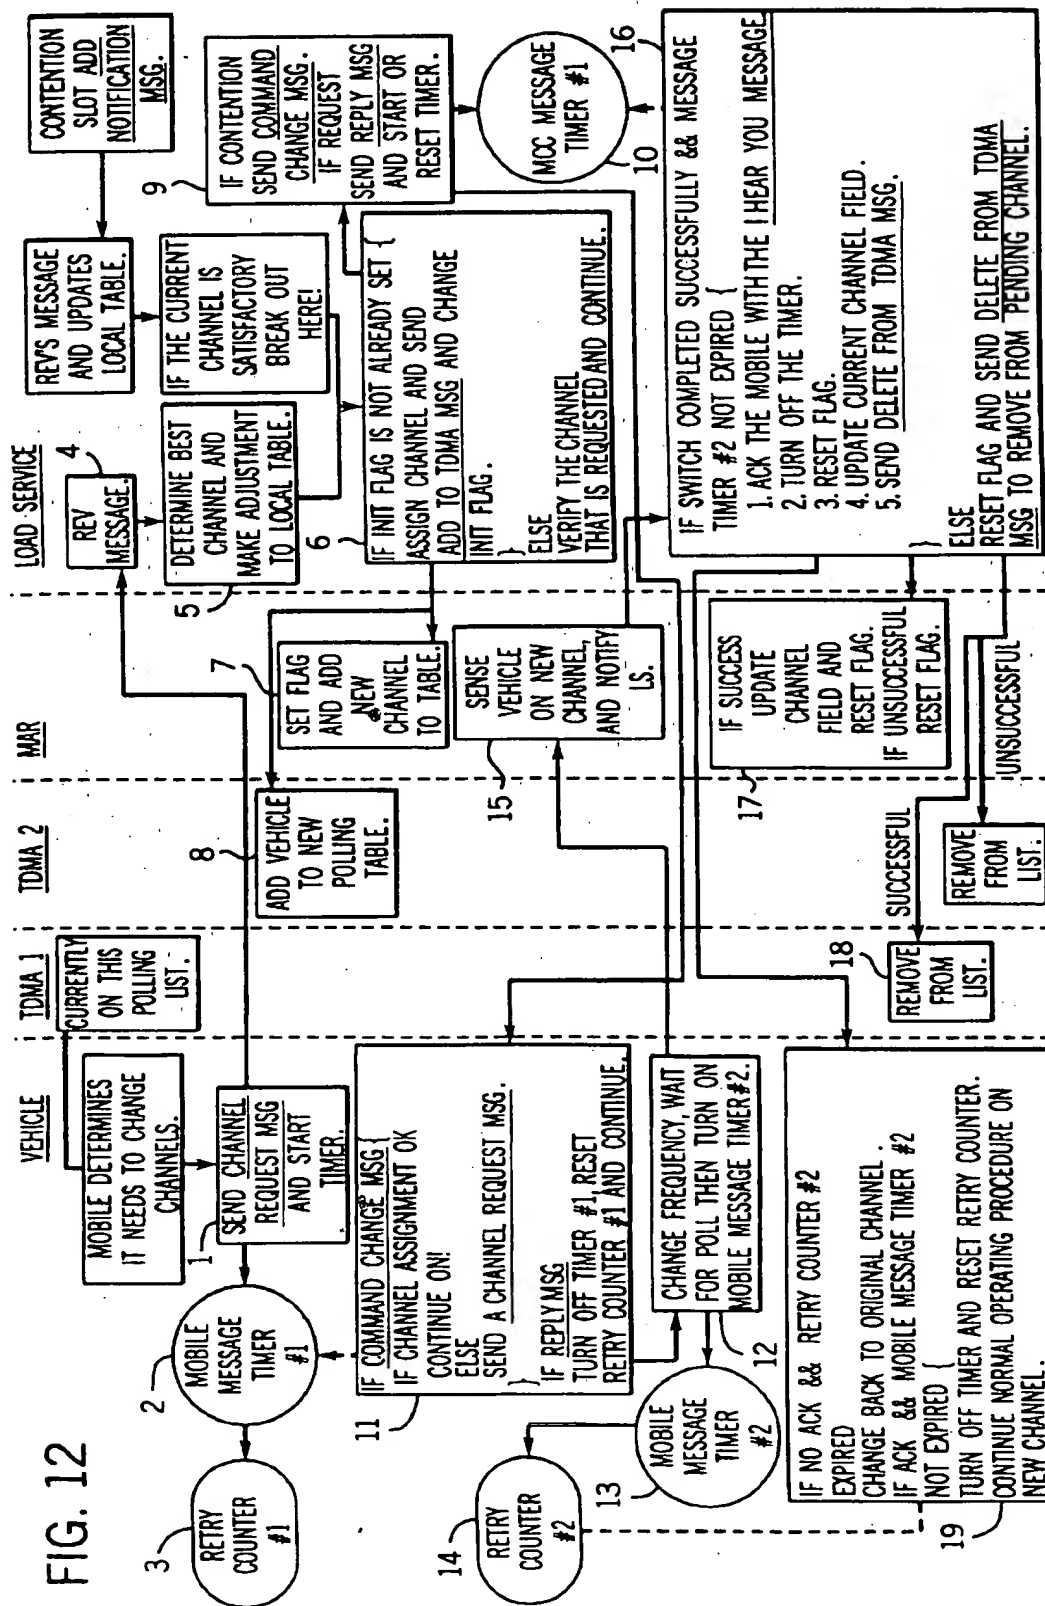 FIG. 12
VEHICLE
TDMA 1
TDMA 2
MAR
LOAD SERVICE
MOBILE DETERMINES
IT NEEDS TO CHANGE
CHANNELS.
CURRENTLY
ON THIS
POLLING
LIST.
1
SEND CHANNEL
REQUEST MSG
AND START
TIMER.
2
MOBILE
MESSAGE
TIMER
#1
3
RETRY
COUNTER
#1
4
REV
MESSAGE.
5
DETERMINE BEST
CHANNEL AND
MAKE ADJUSTMENT
TO LOCAL TABLE.
CONTENTION
SLOT ADD
NOTIFICATION
MSG.
REV'S MESSAGE
AND UPDATES
LOCAL TABLE.
IF THE CURRENT
CHANNEL IS
SATISFACTORY
BREAK OUT
HERE!
6
IF INIT FLAG IS NOT ALREADY SET {
ASSIGN CHANNEL AND SEND
ADD TO TDMA MSG AND CHANGE
INIT FLAG.
}
ELSE
VERIFY THE CHANNEL
THAT IS REQUESTED AND CONTINUE.
7
SET FLAG
AND ADD
NEW
CHANNEL
TO TABLE.
8
ADD VEHICLE
TO NEW
POLLING
TABLE.
9
IF CONTENTION
SEND COMMAND
CHANGE MSG.
IF REQUEST
SEND REPLY MSG
AND START OR
RESET TIMER.
10
MCC MESSAGE
TIMER #1
11
IF COMMAND CHANGE MSG{
IF CHANNEL ASSIGNMENT OK
CONTINUE ON!
ELSE
SEND A CHANNEL REQUEST MSG.
}
IF REPLY MSG
TURN OFF TIMER #1, RESET
RETRY COUNTER #1 AND CONTINUE.
12
CHANGE FREQUENCY, WAIT
FOR POLL THEN TURN ON
MOBILE MESSAGE TIMER #2.
13
MOBILE
MESSAGE
TIMER
#2
14
RETRY
COUNTER
#2
15
SENSE
VEHICLE
ON NEW
CHANNEL,
AND NOTIFY
LS.
16
IF SWITCH COMPLETED SUCCESSFULLY && MESSAGE
TIMER #2 NOT EXPIRED {
1. ACK THE MOBILE WITH THE I HEAR YOU MESSAGE.
2. TURN OFF THE TIMER.
3. RESET FLAG.
4. UPDATE CURRENT CHANNEL FIELD.
5. SEND DELETE FROM TDMA MSG.
}
ELSE
RESET FLAG AND SEND DELETE FROM TDMA
MSG TO REMOVE FROM PENDING CHANNEL.
17
IF SUCCESS
UPDATE
CHANNEL
FIELD AND
RESET FLAG.
IF UNSUCCESSFUL
RESET FLAG.
SUCCESSFUL
UNSUCCESSFUL
18
REMOVE
FROM
LIST.
REMOVE
FROM
LIST.
19
IF NO ACK && RETRY COUNTER #2
EXPIRED
CHANGE BACK TO ORIGINAL CHANNEL.
IF ACK && MOBILE MESSAGE TIMER #2
NOT EXPIRED {
TURN OFF TIMER AND RESET RETRY COUNTER.
CONTINUE NORMAL OPERATING PROCEDURE ON
NEW CHANNEL.